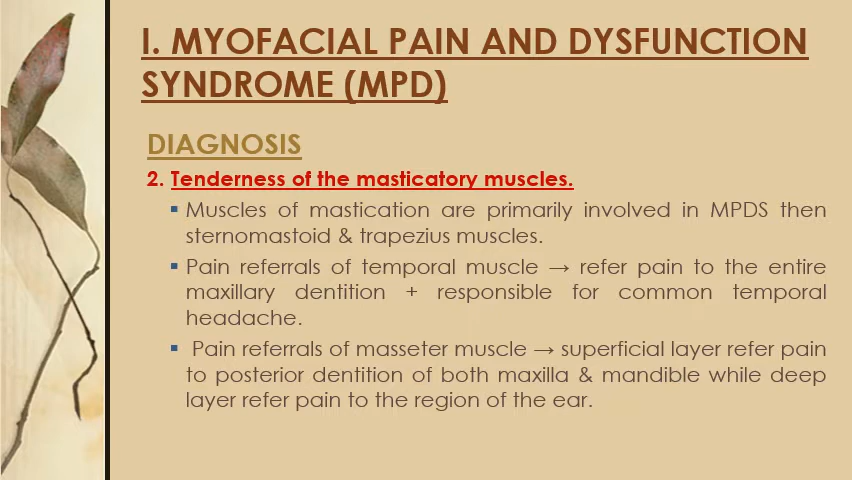 I. MYOFACIAL PAIN AND DYSFUNCTION
SYNDROME (MPD)
DIAGNOSIS
2. Tenderness of the masticatory muscles.
▪ Muscles of mastication are primarily involved in MPDS then
sternomastoid & trapezius muscles.
▪ Pain referrals of temporal muscle → refer pain to the entire
maxillary dentition + responsible for common temporal
headache.
▪ Pain referrals of masseter muscle → superficial layer refer pain
to posterior dentition of both maxilla & mandible while deep
layer refer pain to the region of the ear.